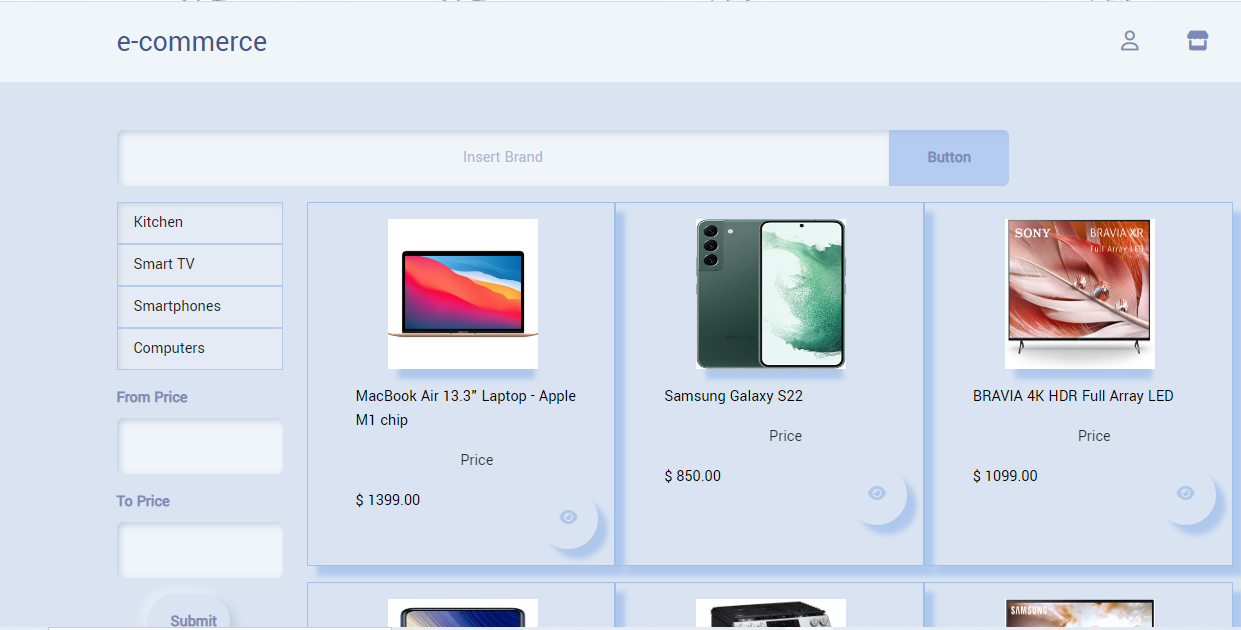 e-commerce
Insert Brand
Button
Kitchen
Smart TV
Smartphones
Computers
From Price
To Price
Submit
MacBook Air 13.3” Laptop - Apple
M1 chip
Price
$ 1399.00
Samsung Galaxy S22
Price
$ 850.00
SONY
BRAVIA XR
Full Array LED
BRAVIA 4K HDR Full Array LED
Price
$ 1099.00
SAMSUNG